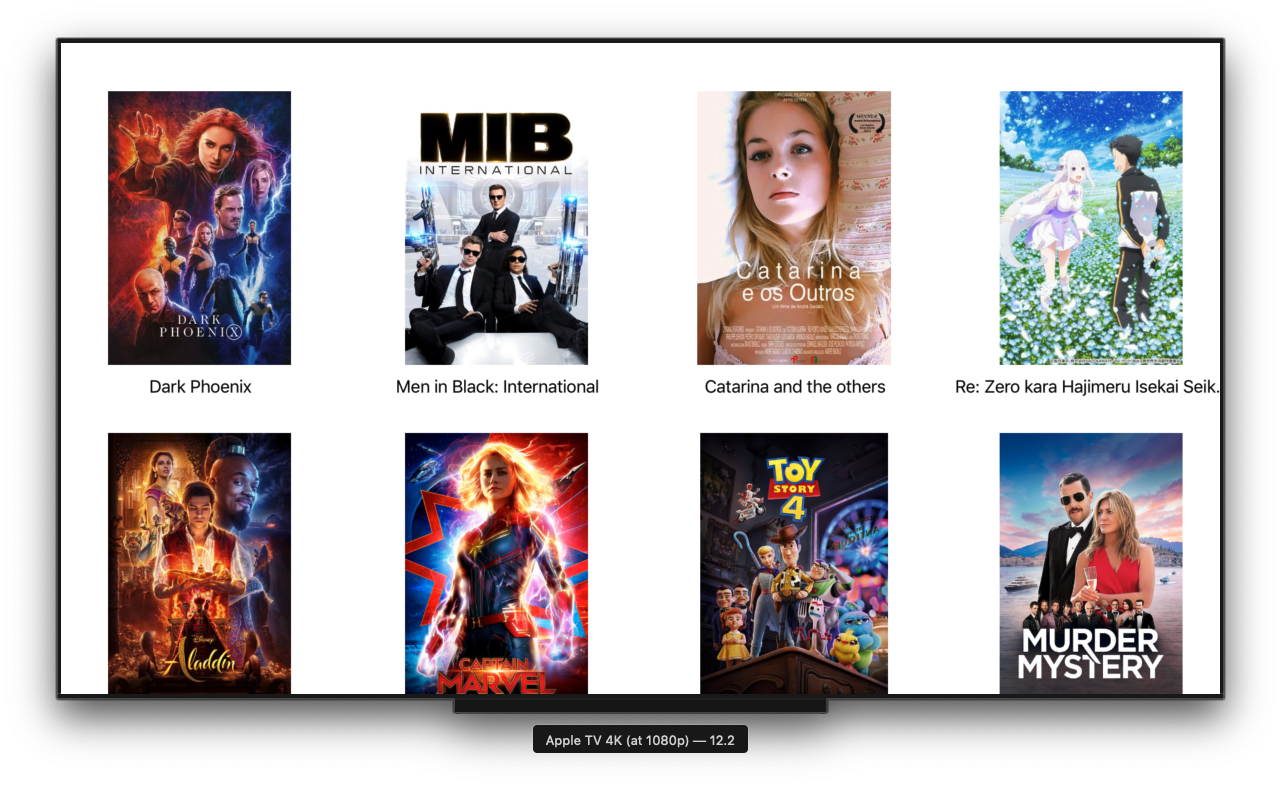 MIB
INTERNATIONAL
Catarina
e os Outros
DARK
PHOENIX
Dark Phoenix
Men in Black: International
Catarina and the others
Re: Zero kara Hajimeru Isekai Seik.
TOY
STORY
4
Disney
Aladdin
CAPTAIN
MARVEL
MURDER
MYSTERY
Apple TV 4K (at 1080p) — 12.2